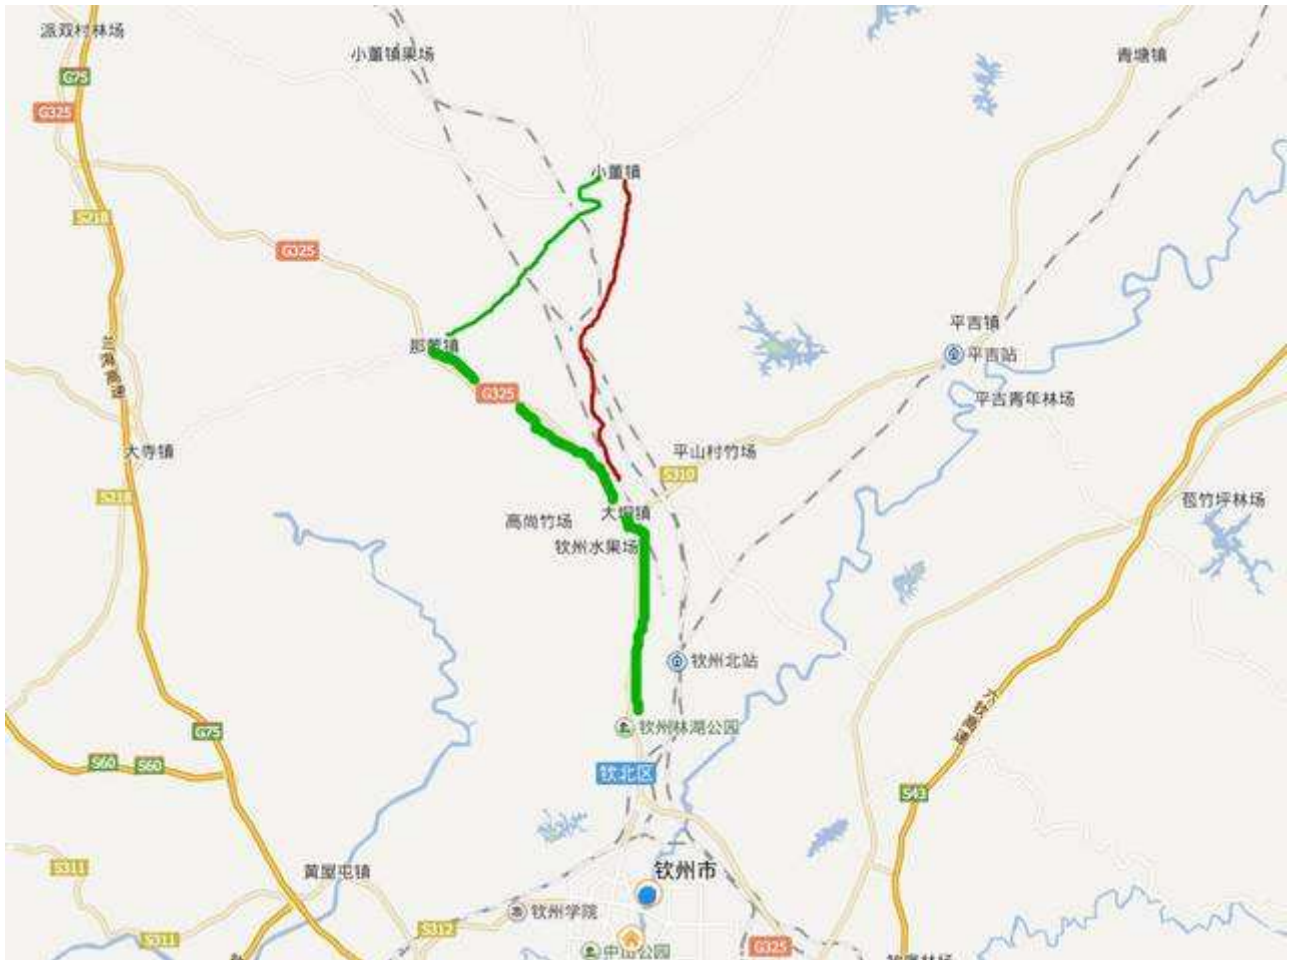 派双村林场
小董镇果场
青塘镇
G75
G325
小董镇
S218
G325
平吉镇
那蒙镇
平吉站
G325
平吉青年林场
大寺镇
平山村竹场
S310
S218
苞竹坪林场
高尚竹场
大垌镇
钦州水果场
钦州北站
六钦高速
钦州林湖公园
G75
S60
S60
钦北区
S43
S311
黄屋屯镇
钦州市
钦州学院
S312
S311
中山公园
G325